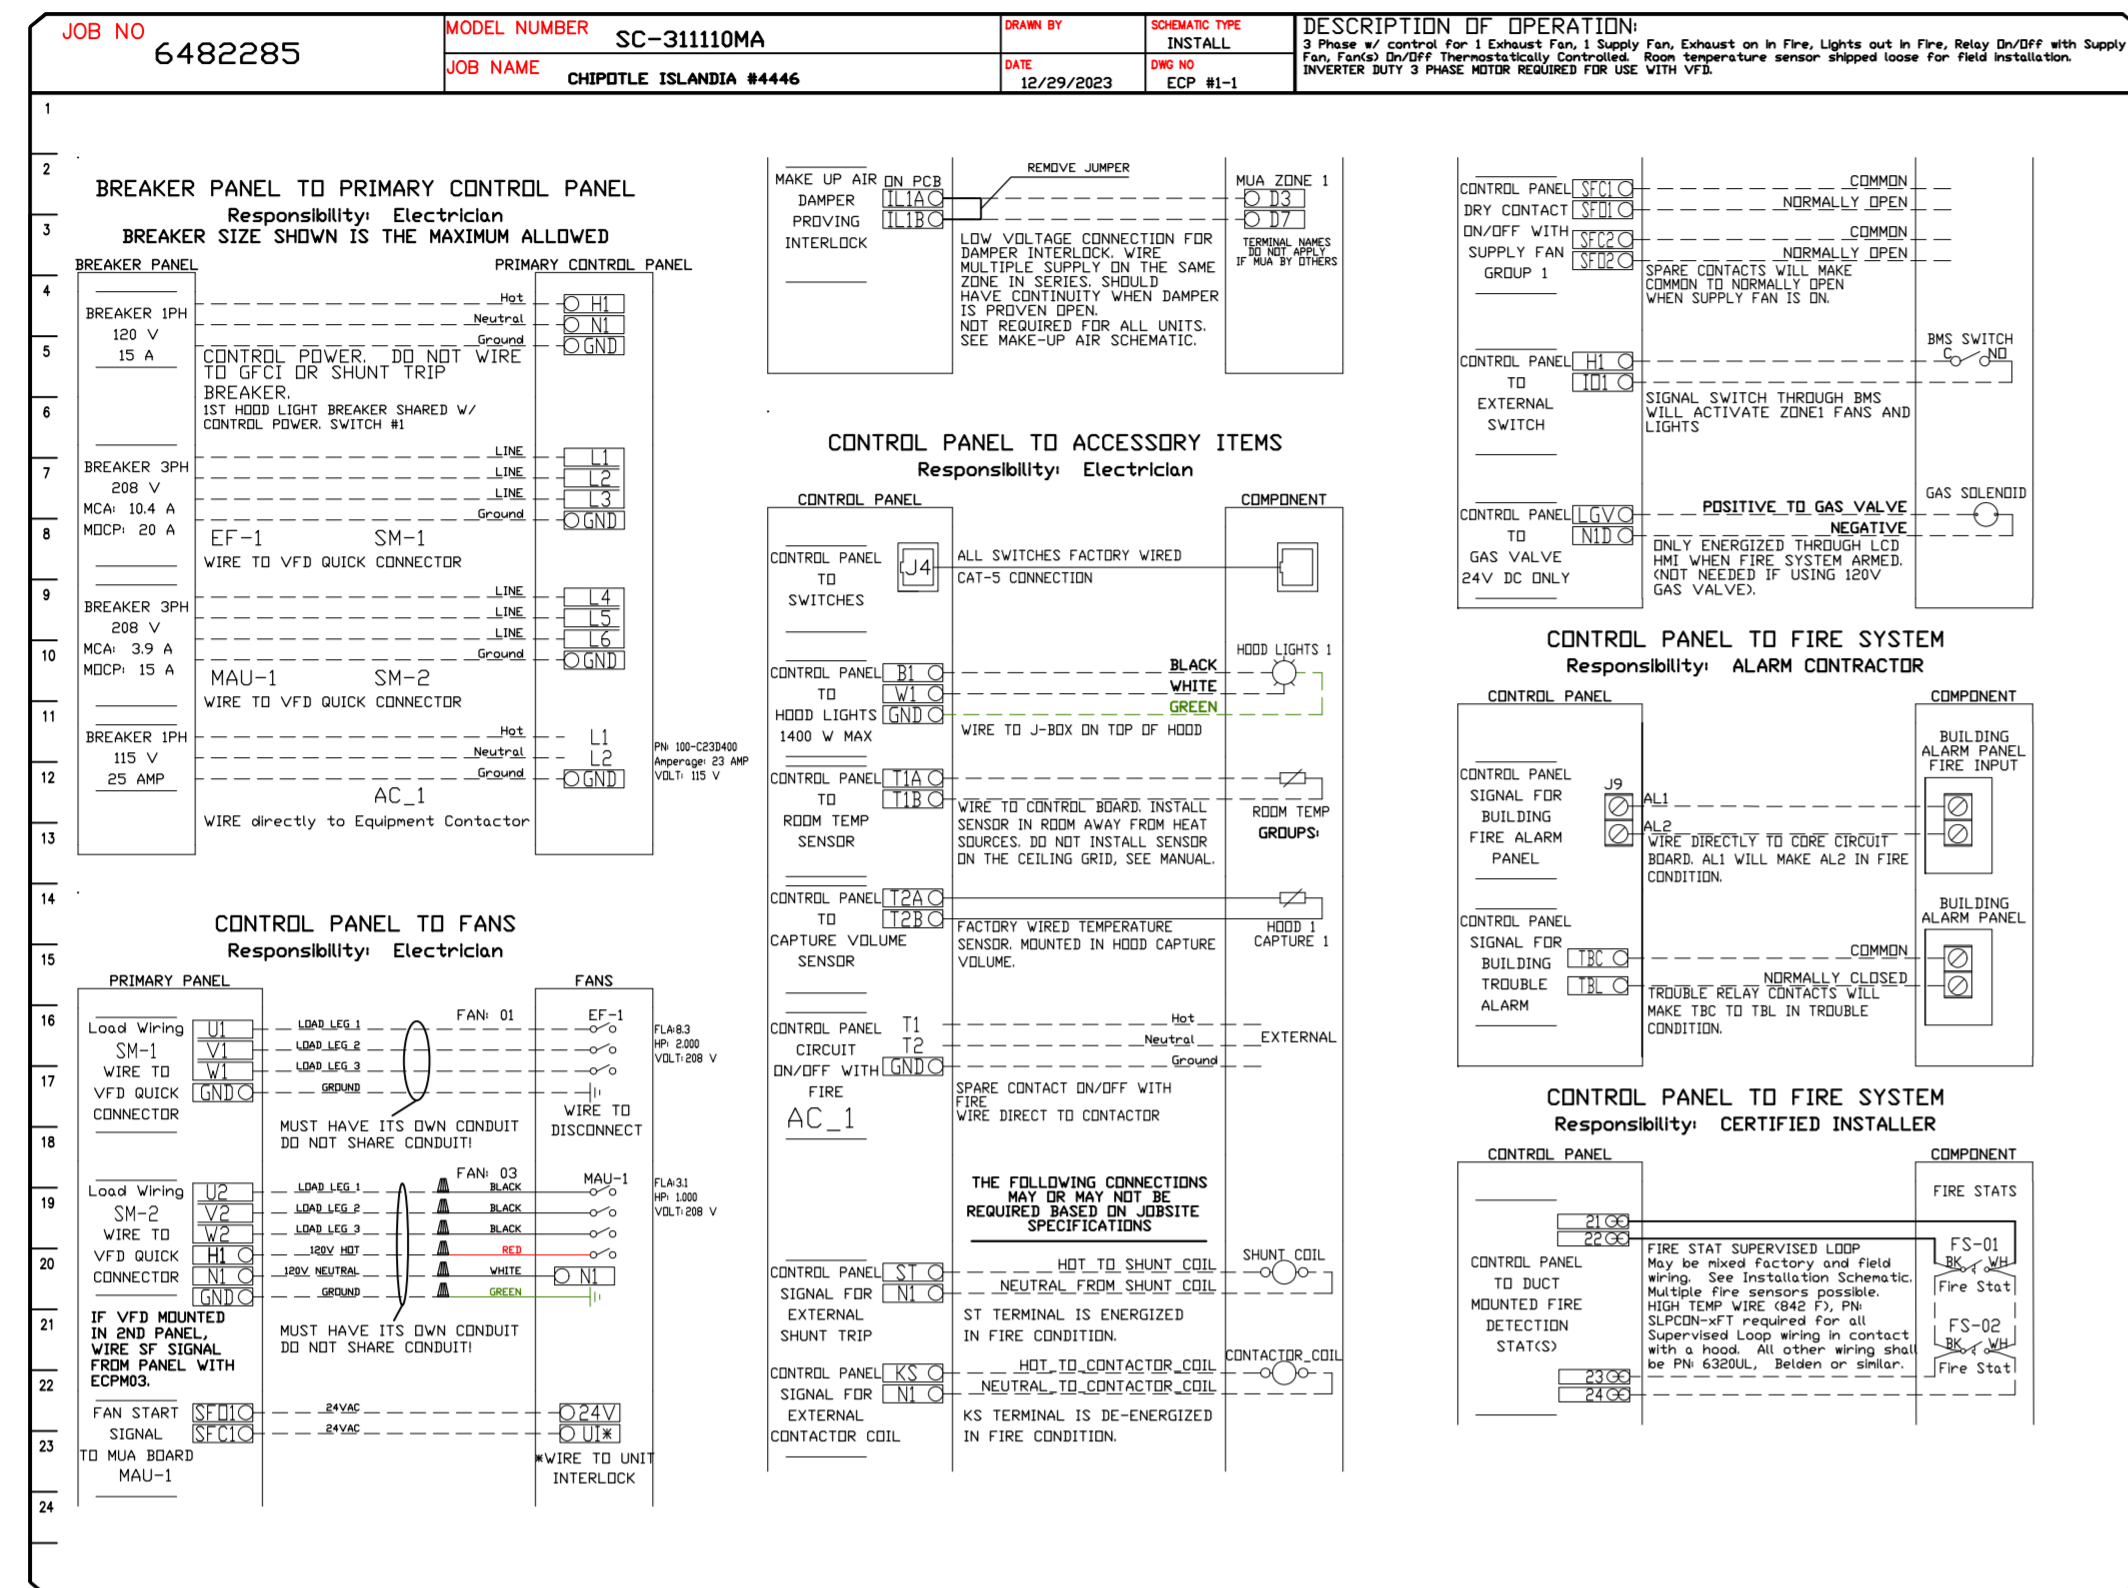 JOB NO
6482285
MODEL NUMBER
SC-311110MA
JOB NAME
CHIPOTLE ISLANDIA #4446
DRAWN BY
SCHEMATIC TYPE
INSTALL
DATE
12/29/2023
DWG NO
ECP #1-1
DESCRIPTION OF OPERATION:
3 Phase w/ control for 1 Exhaust Fan, 1 Supply Fan, Exhaust on in Fire, Lights out in Fire, Relay On/Off with Supply
Fan, Fan(s) On/Off Thermostatically Controlled. Room temperature sensor shipped loose for field installation.
INVERTER DUTY 3 PHASE MOTOR REQUIRED FOR USE WITH VFD.
1
2
3
4
5
6
7
8
9
10
11
12
13
14
15
16
17
18
19
20
21
22
23
24
BREAKER PANEL TO PRIMARY CONTROL PANEL
Responsibility: Electrician
BREAKER SIZE SHOWN IS THE MAXIMUM ALLOWED
BREAKER PANEL
PRIMARY CONTROL PANEL
BREAKER 1PH
120 V
15 A
Hot
H1
Neutral
N1
Ground
GND
CONTROL POWER. DO NOT WIRE
TO GFCI OR SHUNT TRIP
BREAKER.
1ST HOOD LIGHT BREAKER SHARED W/
CONTROL POWER. SWITCH #1
BREAKER 3PH
208 V
MCA: 10.4 A
MOCP: 20 A
LINE
L1
LINE
L2
LINE
L3
Ground
GND
EF-1
SM-1
WIRE TO VFD QUICK CONNECTOR
BREAKER 3PH
208 V
MCA: 3.9 A
MOCP: 15 A
LINE
L4
LINE
L5
LINE
L6
Ground
GND
MAU-1
SM-2
WIRE TO VFD QUICK CONNECTOR
BREAKER 1PH
115 V
25 AMP
Hot
L1
Neutral
L2
Ground
GND
PN: 100-C23D400
Amperage: 23 AMP
VOLT: 115 V
AC_1
WIRE directly to Equipment Contactor
CONTROL PANEL TO FANS
Responsibility: Electrician
PRIMARY PANEL
FANS
Load Wiring
SM-1
WIRE TO
VFD QUICK
CONNECTOR
U1
V1
W1
GND
LOAD LEG 1
LOAD LEG 2
LOAD LEG 3
GROUND
FAN: 01
EF-1
FLA:8.3
HP: 2.000
VOLT:208 V
WIRE TO
DISCONNECT
MUST HAVE ITS OWN CONDUIT
DO NOT SHARE CONDUIT!
Load Wiring
SM-2
WIRE TO
VFD QUICK
CONNECTOR
U2
V2
W2
H1
N1
GND
LOAD LEG 1
LOAD LEG 2
LOAD LEG 3
120V HOT
120V NEUTRAL
GROUND
FAN: 03
BLACK
BLACK
BLACK
RED
WHITE
GREEN
MAU-1
N1
FLA:3.1
HP: 1.000
VOLT:208 V
IF VFD MOUNTED
IN 2ND PANEL,
WIRE SF SIGNAL
FROM PANEL WITH
ECPM03.
MUST HAVE ITS OWN CONDUIT
DO NOT SHARE CONDUIT!
FAN START
SIGNAL
TO MUA BOARD
MAU-1
SFO1
SFC1
24VAC
24VAC
24V
UI*
*WIRE TO UNIT
INTERLOCK
MAKE UP AIR
DAMPER
PROVING
INTERLOCK
ON PCB
IL1A
IL1B
REMOVE JUMPER
MUA ZONE 1
D3
D7
TERMINAL NAMES
DO NOT APPLY
IF MUA BY OTHERS
LOW VOLTAGE CONNECTION FOR
DAMPER INTERLOCK. WIRE
MULTIPLE SUPPLY ON THE SAME
ZONE IN SERIES. SHOULD
HAVE CONTINUITY WHEN DAMPER
IS PROVEN OPEN.
NOT REQUIRED FOR ALL UNITS.
SEE MAKE-UP AIR SCHEMATIC.
CONTROL PANEL TO ACCESSORY ITEMS
Responsibility: Electrician
CONTROL PANEL
COMPONENT
CONTROL PANEL
TO
SWITCHES
J4
ALL SWITCHES FACTORY WIRED
CAT-5 CONNECTION
CONTROL PANEL
TO
HOOD LIGHTS
1400 W MAX
B1
W1
GND
BLACK
WHITE
GREEN
HOOD LIGHTS 1
WIRE TO J-BOX ON TOP OF HOOD
CONTROL PANEL
TO
ROOM TEMP
SENSOR
T1A
T1B
WIRE TO CONTROL BOARD. INSTALL
SENSOR IN ROOM AWAY FROM HEAT
SOURCES. DO NOT INSTALL SENSOR
ON THE CEILING GRID, SEE MANUAL.
ROOM TEMP
GROUPS:
CONTROL PANEL
TO
CAPTURE VOLUME
SENSOR
T2A
T2B
FACTORY WIRED TEMPERATURE
SENSOR. MOUNTED IN HOOD CAPTURE
VOLUME.
HOOD 1
CAPTURE 1
CONTROL PANEL
CIRCUIT
ON/OFF WITH
FIRE
AC_1
T1
T2
GND
Hot
Neutral
Ground
EXTERNAL
SPARE CONTACT ON/OFF WITH
FIRE
WIRE DIRECT TO CONTACTOR
THE FOLLOWING CONNECTIONS
MAY OR MAY NOT BE
REQUIRED BASED ON JOBSITE
SPECIFICATIONS
CONTROL PANEL
SIGNAL FOR
EXTERNAL
SHUNT TRIP
ST
N1
HOT TO SHUNT COIL
NEUTRAL FROM SHUNT COIL
SHUNT COIL
ST TERMINAL IS ENERGIZED
IN FIRE CONDITION.
CONTROL PANEL
SIGNAL FOR
EXTERNAL
CONTACTOR COIL
KS
N1
HOT TO CONTACTOR COIL
NEUTRAL TO CONTACTOR COIL
CONTACTOR COIL
KS TERMINAL IS DE-ENERGIZED
IN FIRE CONDITION.
CONTROL PANEL
DRY CONTACT
ON/OFF WITH
SUPPLY FAN
GROUP 1
SFC1
SFO1
SFC2
SFO2
COMMON
NORMALLY OPEN
COMMON
NORMALLY OPEN
SPARE CONTACTS WILL MAKE
COMMON TO NORMALLY OPEN
WHEN SUPPLY FAN IS ON.
CONTROL PANEL
TO
EXTERNAL
SWITCH
H1
IO1
BMS SWITCH
C
NO
SIGNAL SWITCH THROUGH BMS
WILL ACTIVATE ZONE1 FANS AND
LIGHTS
CONTROL PANEL
TO
GAS VALVE
24V DC ONLY
LGV
N1D
POSITIVE TO GAS VALVE
NEGATIVE
GAS SOLENOID
ONLY ENERGIZED THROUGH LCD
HMI WHEN FIRE SYSTEM ARMED.
(NOT NEEDED IF USING 120V
GAS VALVE).
CONTROL PANEL TO FIRE SYSTEM
Responsibility: ALARM CONTRACTOR
CONTROL PANEL
COMPONENT
CONTROL PANEL
SIGNAL FOR
BUILDING
FIRE ALARM
PANEL
J9
AL1
AL2
BUILDING
ALARM PANEL
FIRE INPUT
WIRE DIRECTLY TO CORE CIRCUIT
BOARD. AL1 WILL MAKE AL2 IN FIRE
CONDITION.
CONTROL PANEL
SIGNAL FOR
BUILDING
TROUBLE
ALARM
TBC
TBL
COMMON
NORMALLY CLOSED
BUILDING
ALARM PANEL
TROUBLE RELAY CONTACTS WILL
MAKE TBC TO TBL IN TROUBLE
CONDITION.
CONTROL PANEL TO FIRE SYSTEM
Responsibility: CERTIFIED INSTALLER
CONTROL PANEL
COMPONENT
FIRE STATS
CONTROL PANEL
TO DUCT
MOUNTED FIRE
DETECTION
STAT(S)
21
22
23
24
FIRE STAT SUPERVISED LOOP
May be mixed factory and field
wiring. See Installation Schematic.
Multiple fire sensors possible.
HIGH TEMP WIRE (842 F), PN:
SLPCON-xFT required for all
Supervised Loop wiring in contact
with a hood. All other wiring shall
be PN: 6320UL, Belden or similar.
FS-01
BK
WH
Fire Stat
FS-02
BK
WH
Fire Stat